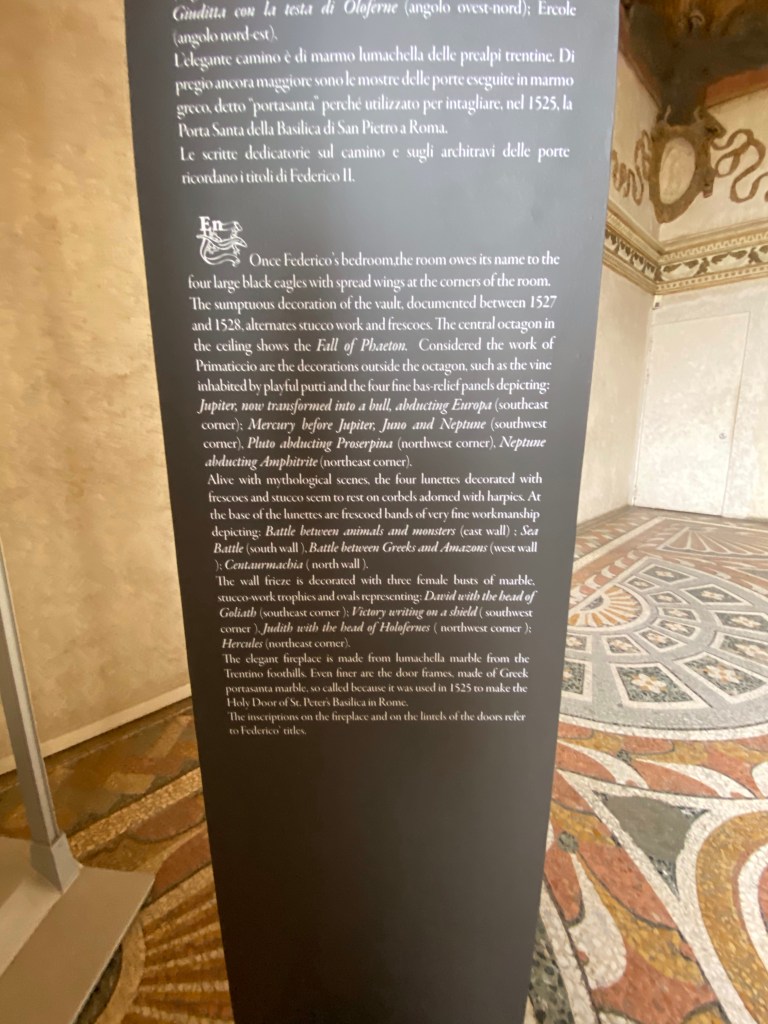 Giuditta con la testa di Oloferne (angolo ovest-nord); Ercole
(angolo nord-est).
L'elegante camino è di marmo lumachella delle prealpi trentine. Di
pregio ancora maggiore sono le mostre delle porte eseguite in marmo
greco, detto "portasanta" perché utilizzato per intagliare, nel 1525, la
Porta Santa della Basilica di San Pietro a Roma.
Le scritte dedicatorie sul camino e sugli architravi delle porte
ricordano i titoli di Federico II.
En
Once Federico's bedroom,the room owes its name to the
four large black eagles with spread wings at the corners of the room.
The sumptuous decoration of the vault, documented between 1527
and 1528, alternates stucco work and frescoes. The central octagon in
the ceiling shows the Fall of Phaeton. Considered the work of
Primaticcio are the decorations outside the octagon, such as the vine
inhabited by playful putti and the four fine bas-relief panels depicting:
Jupiter, now transformed into a bull, abducting Europa (southeast
corner); Mercury before Jupiter, Juno and Neptune (southwest
corner), Pluto abducting Proserpina (northwest corner), Neptune
abducting Amphitrite (northeast corner).
Alive with mythological scenes, the four lunettes decorated with
frescoes and stucco seem to rest on corbels adorned with harpies. At
the base of the lunettes are frescoed bands of very fine workmanship
depicting: Battle between animals and monsters (east wall) ; Sea
Battle (south wall ), Battle between Greeks and Amazons (west wall
); Centaurmachia ( north wall ).
The wall frieze is decorated with three female busts of marble,
stucco-work trophies and ovals representing: David with the head of
Goliath (southeast corner ); Victory writing on a shield ( southwest
corner ), Judith with the head of Holofernes ( northwest corner );
Hercules (northeast corner).
The elegant fireplace is made from lumachella marble from the
Trentino foothills. Even finer are the door frames, made of Greek
portasanta marble, so called because it was used in 1525 to make the
Holy Door of St. Peter's Basilica in Rome.
The inscriptions on the fireplace and on the lintels of the doors refer
to Federico' titles.